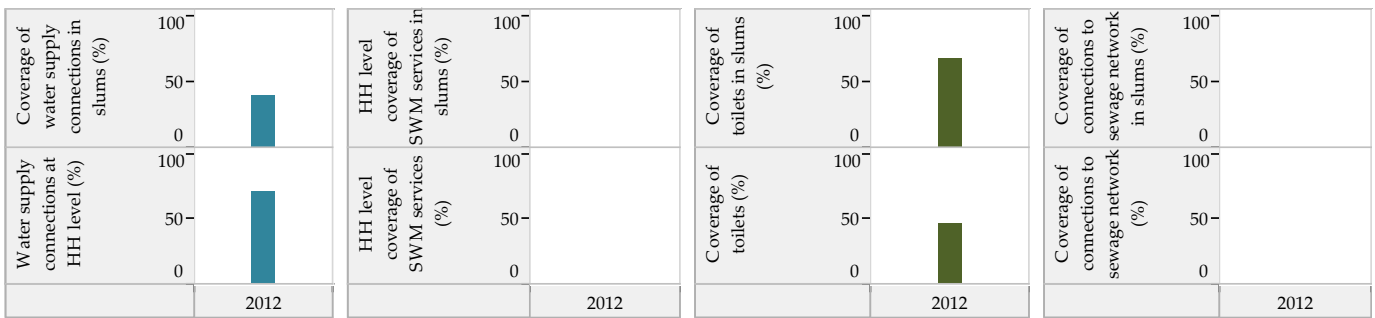 Coverage of
water supply
connections in
slums (%)
100
50
0
Water supply
connections at
HH level (%)
100
50
0
2012
HH level
coverage of
SWM services in
slums (%)
100
50
0
HH level
coverage of
SWM services
(%)
100
50
0
2012
Coverage of
toilets in slums
(%)
100
50
0
Coverage of
toilets (%)
100
50
0
2012
Coverage of
connections to
sewage network
in slums (%)
100
50
0
Coverage of
connections to
sewage network
(%)
100
50
0
2012